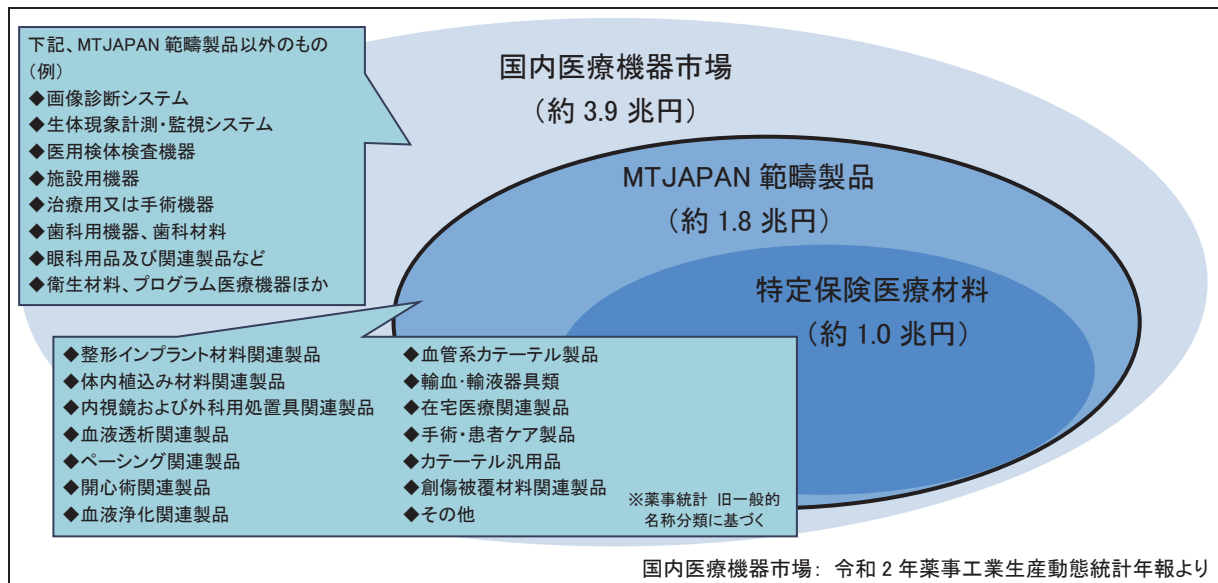 下記、MTJAPAN 範疇製品以外のもの
（例）
◆画像診断システム
◆生体現象計測・監視システム
◆医用検体検査機器
◆施設用機器
◆治療用又は手術機器
◆歯科用機器、歯科材料
◆眼科用品及び関連製品など
◆衛生材料、プログラム医療機器ほか
国内医療機器市場
（約 3.9 兆円）
MTJAPAN 範疇製品
（約 1.8 兆円）
特定保険医療材料
（約 1.0 兆円）
◆整形インプラント材料関連製品
◆体内植込み材料関連製品
◆内視鏡および外科用処置具関連製品
◆血液透析関連製品
◆ペーシング関連製品
◆開心術関連製品
◆血液浄化関連製品
◆血管系カテーテル製品
◆輸血・輸液器具類
◆在宅医療関連製品
◆手術・患者ケア製品
◆カテーテル汎用品
◆創傷被覆材料関連製品
◆その他
※薬事統計 旧一般的
名称分類に基づく
国内医療機器市場： 令和 2 年薬事工業生産動態統計年報より